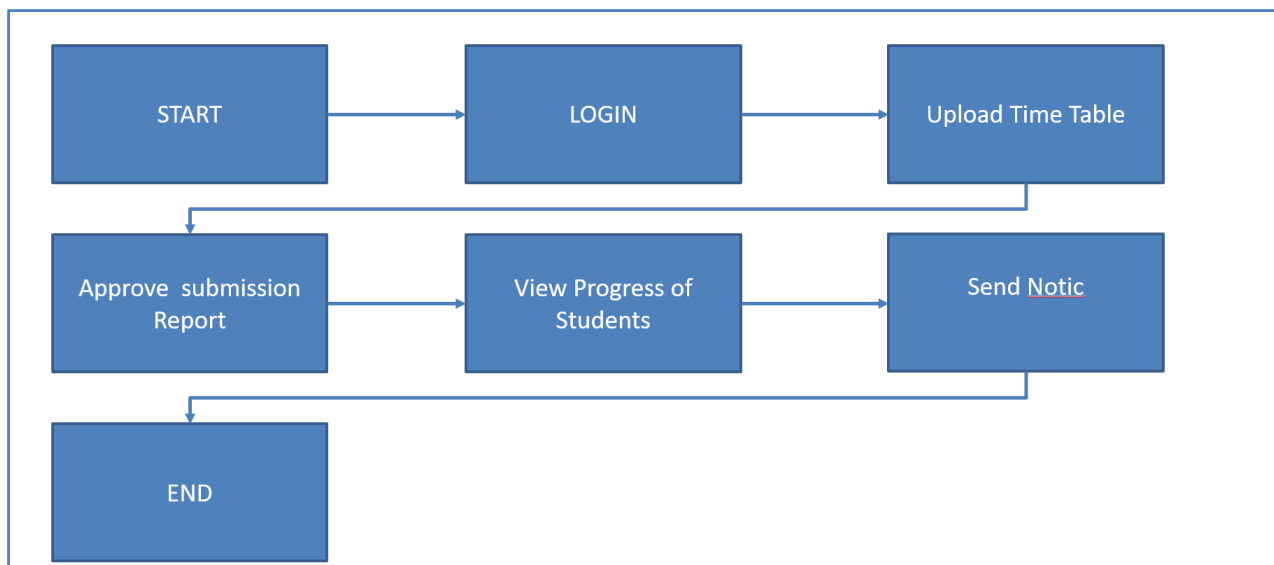 START
LOGIN
Upload Time Table
Approve submission
Report
View Progress of
Students
Send Notic
END